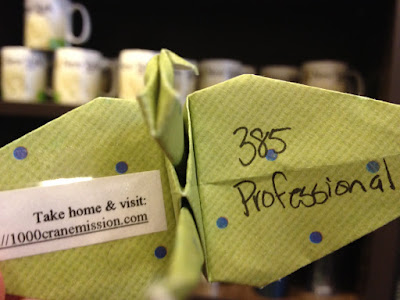 Take home & visit:
//1000cranemission.com
385
Professional